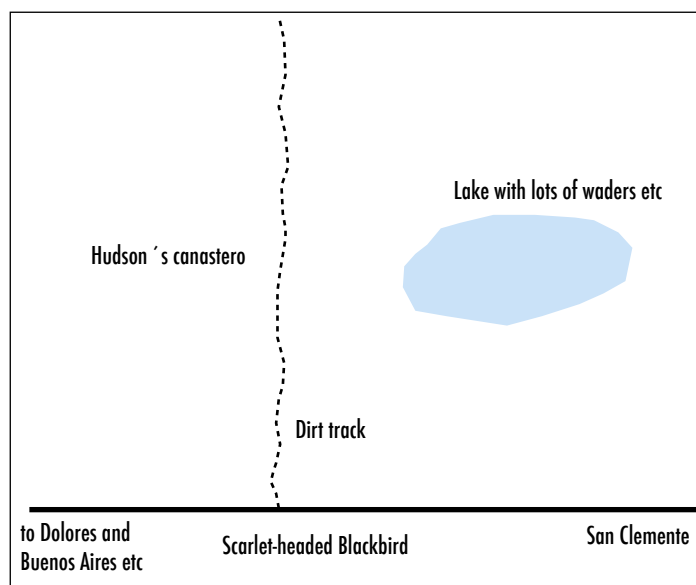 Lake with lots of waders etc
Hudson ´s canastero
Dirt track
to Dolores and
Buenos Aires etc
Scarlet-headed Blackbird
San Clemente